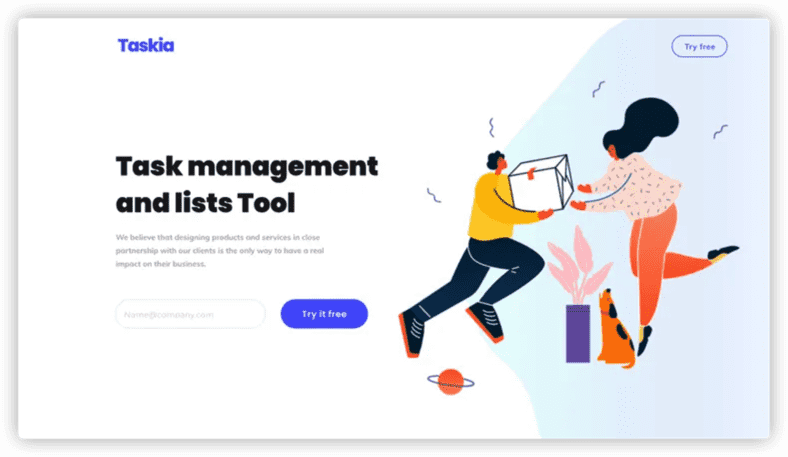 Taskia
Try free
Task management
and lists Tool
We believe that designing products and services in close
partnership with our clients is the only way to have a real
impact on their business.
Name@company.com
Try it free